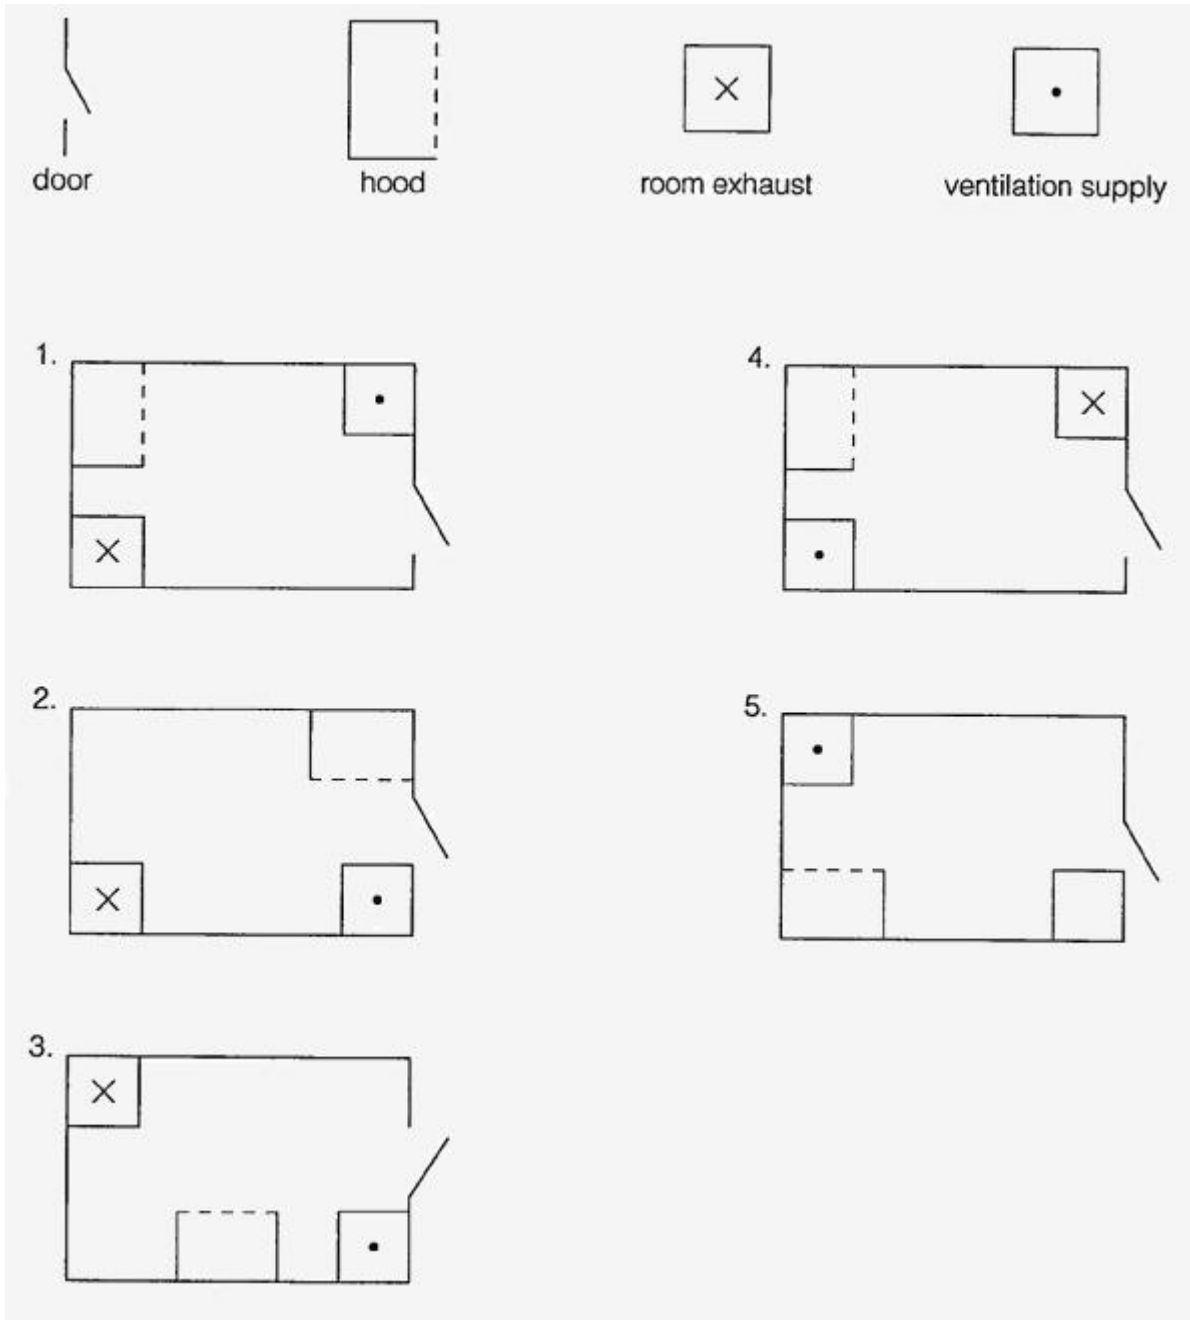 door
hood
room exhaust
ventilation supply
1.
4.
2.
5.
3.